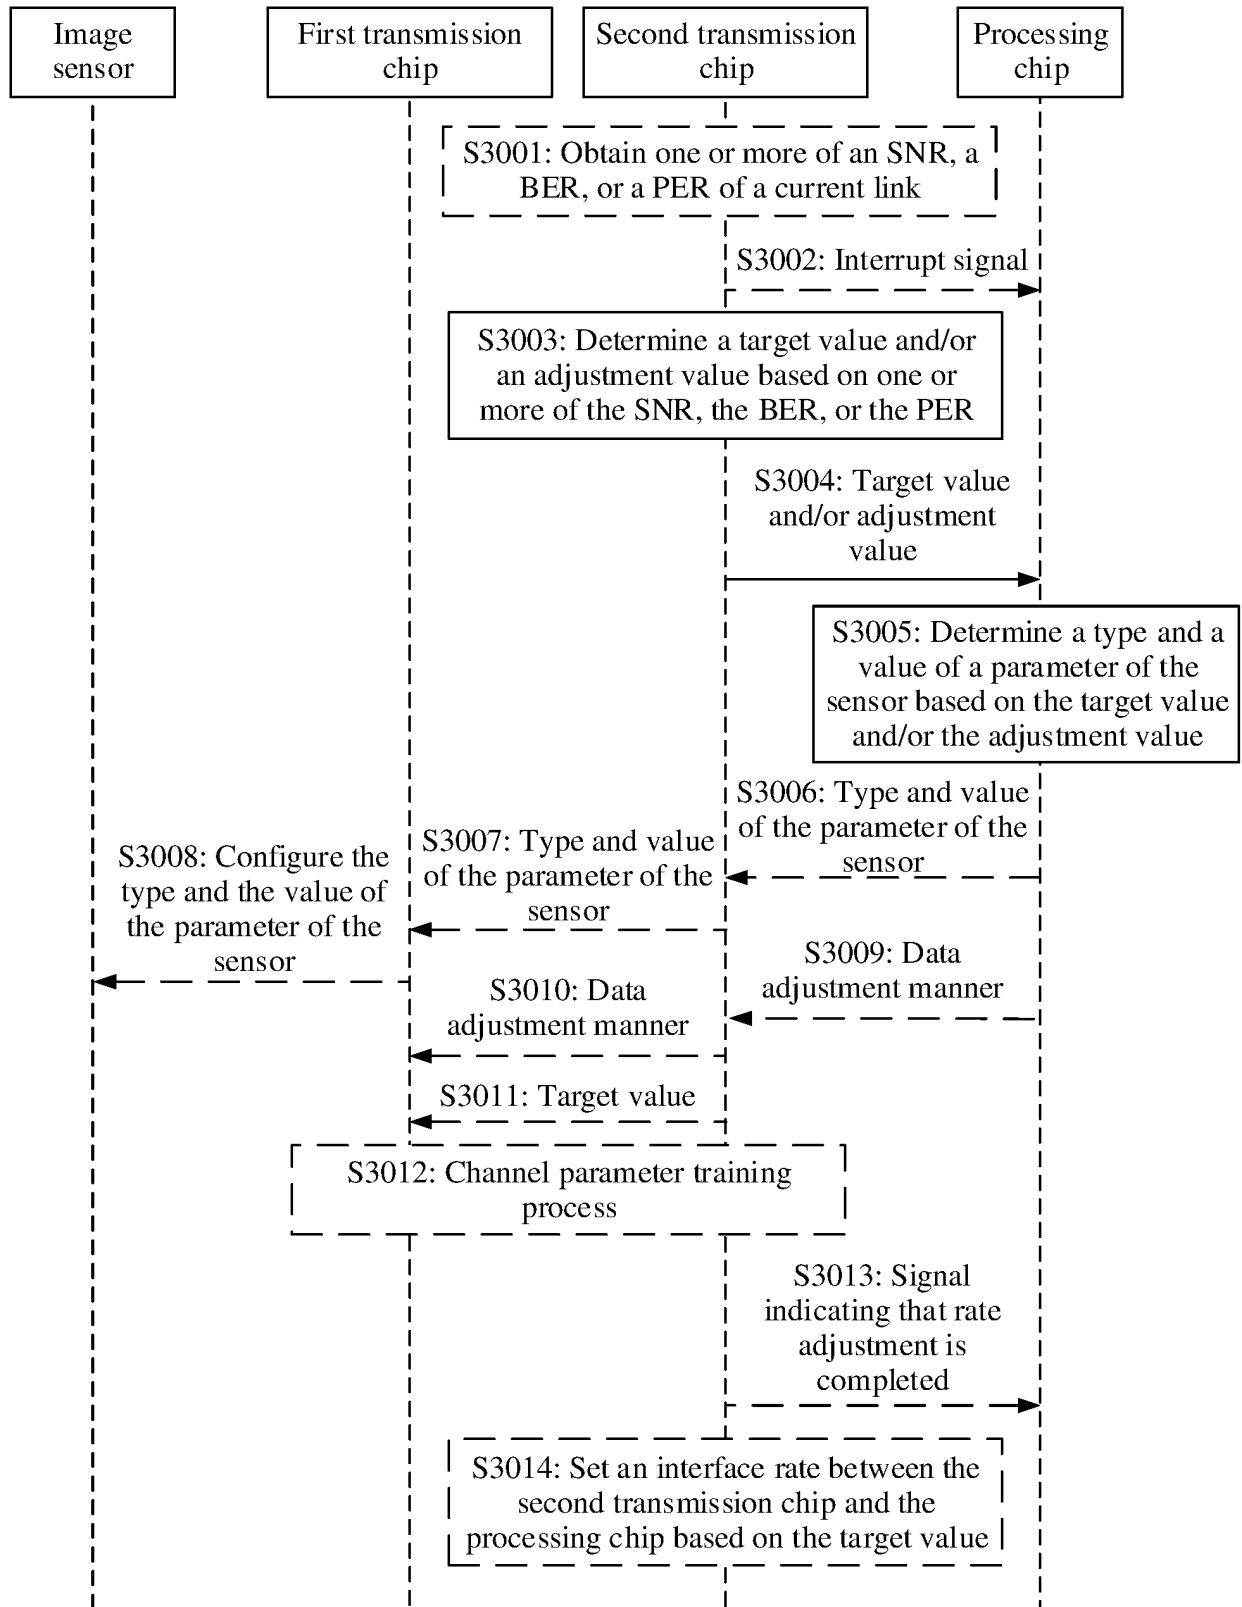 Image
sensor
First transmission
chip
Second transmission
chip
Processing
chip
S3001: Obtain one or more of an SNR, a
BER, or a PER of a current link
S3002: Interrupt signal
S3003: Determine a target value and/or
an adjustment value based on one or
more of the SNR, the BER, or the PER
S3004: Target value
and/or adjustment
value
S3005: Determine a type and a
value of a parameter of the
sensor based on the target value
and/or the adjustment value
S3006: Type and value
of the parameter of the
sensor
S3007: Type and value
of the parameter of the
sensor
S3008: Configure the
type and the value of
the parameter of the
sensor
S3009: Data
adjustment manner
S3010: Data
adjustment manner
S3011: Target value
S3012: Channel parameter training
process
S3013: Signal
indicating that rate
adjustment is
completed
S3014: Set an interface rate between the
second transmission chip and the
processing chip based on the target value